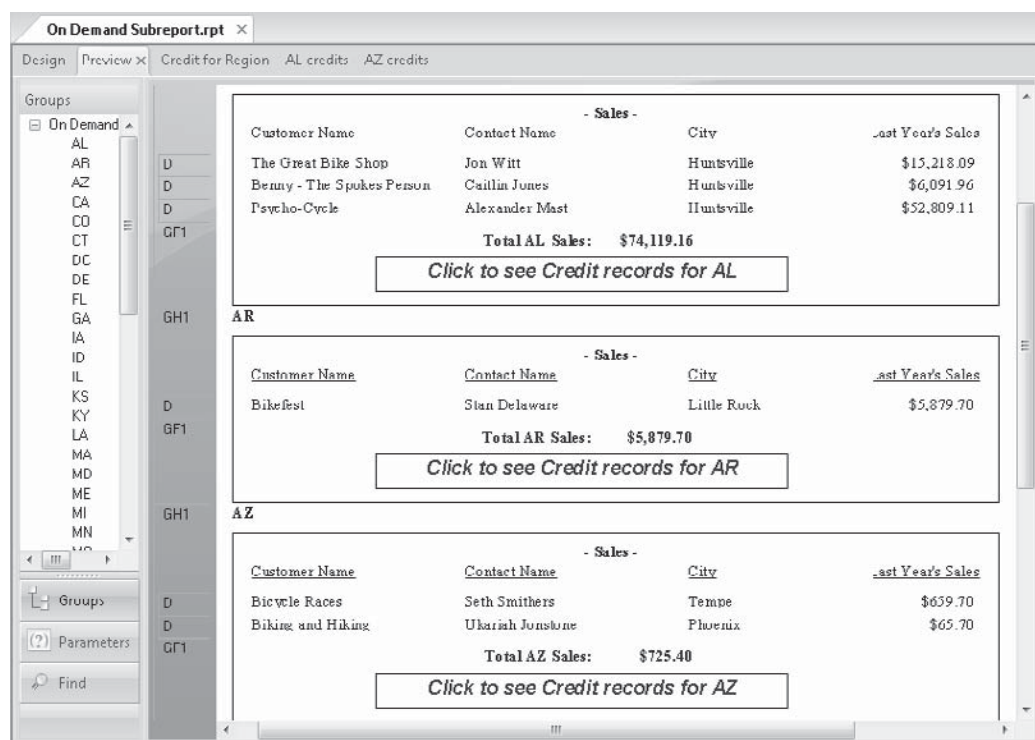 On Demand Subreport.rpt ×
Design Preview × Credit for Region AL credits AZ credits
Groups
On Demand
AL
AR
AZ
CA
CO
CT
DC
DE
FL
GA
IA
ID
IL
KS
KY
LA
MA
MD
ME
MI
MN
Groups
(?) Parameters
Find
- Sales -
Customer Name Contact Name City Last Year's Sales
D The Great Bike Shop Jon Witt Huntsville $15,218.09
D Benny - The Spokes Person Caitlin Jones Huntsville $6,091.96
D Psycho-Cycle Alexander Mast Huntsville $52,809.11
GF1 Total AL Sales: $74,119.16
Click to see Credit records for AL
GH1 AR
- Sales -
Customer Name Contact Name City Last Year's Sales
D Bikefest Stan Delaware Little Rock $5,879.70
GF1 Total AR Sales: $5,879.70
Click to see Credit records for AR
GH1 AZ
- Sales -
Customer Name Contact Name City Last Year's Sales
D Bicycle Races Seth Smithers Tempe $659.70
D Biking and Hiking Phoenix $65.70
GF1 Total AZ Sales: $725.40
Click to see Credit records for AZ